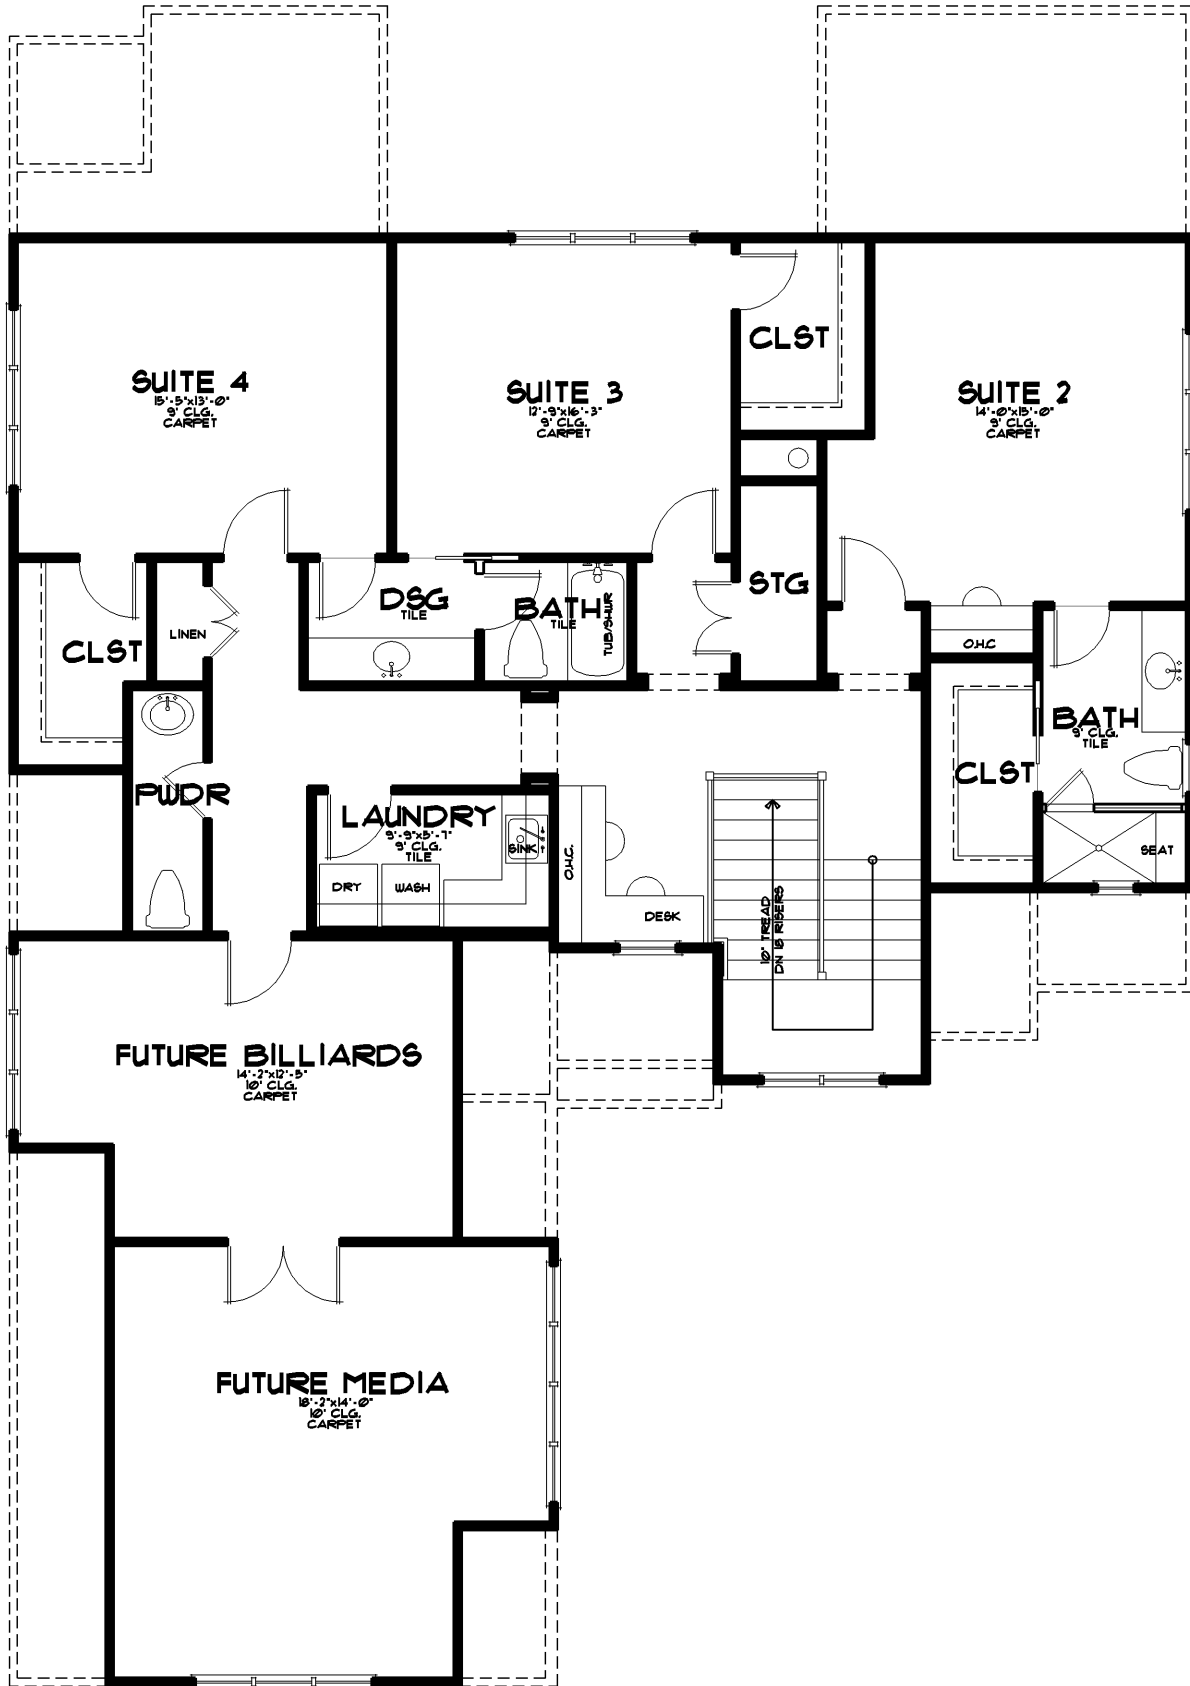 SUITE 4
15'-5"x13'-0"
9' CLG.
CARPET
SUITE 3
12'-9"x16'-3"
9' CLG.
CARPET
CLST
SUITE 2
14'-0"x15'-0"
9' CLG.
CARPET
CLST
LINEN
DSG
TILE
BATH
TILE
TUB/SHWR
STG
O.H.C
BATH
9' CLG.
TILE
CLST
SEAT
PWDR
LAUNDRY
9'-9"x5'-7"
9' CLG.
TILE
SINK
DRY
WASH
O.H.C.
DESK
10" TREAD
DN 18 RISERS
FUTURE BILLIARDS
14'-2"x12'-5"
10' CLG.
CARPET
FUTURE MEDIA
18'-2"x14'-0"
10' CLG.
CARPET